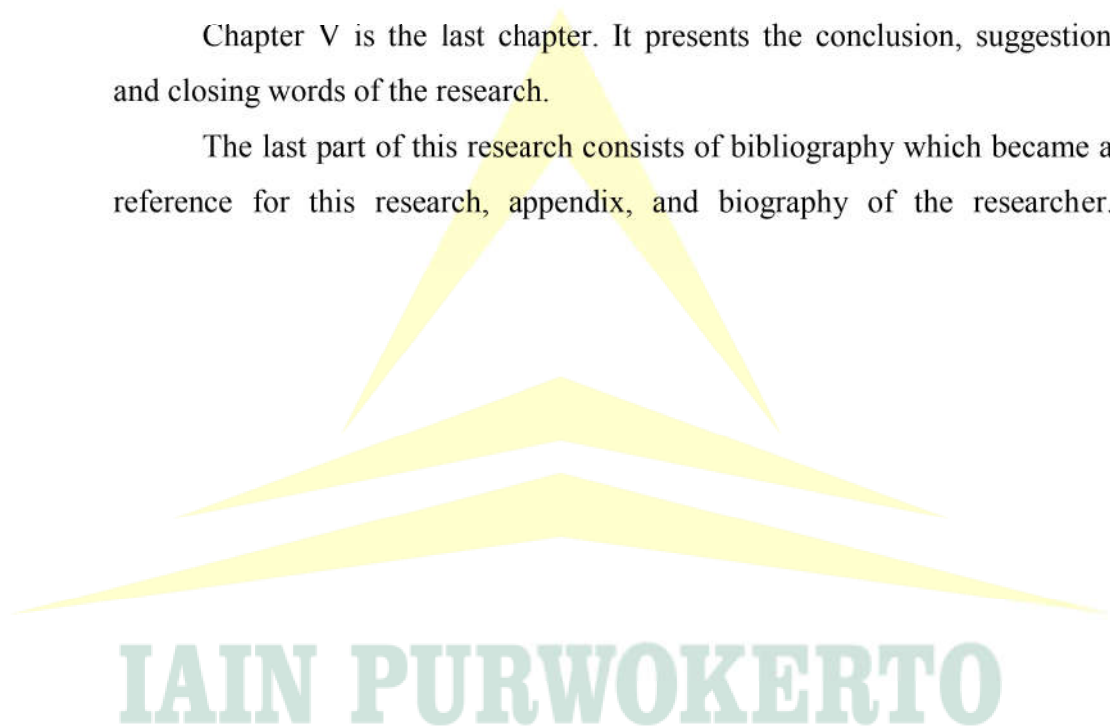 Chapter V is the last chapter. It presents the conclusion, suggestion
and closing words of the research.
The last part of this research consists of bibliography which became a
reference for this research, appendix, and biography of the researcher.
IAIN PURWOKERTO